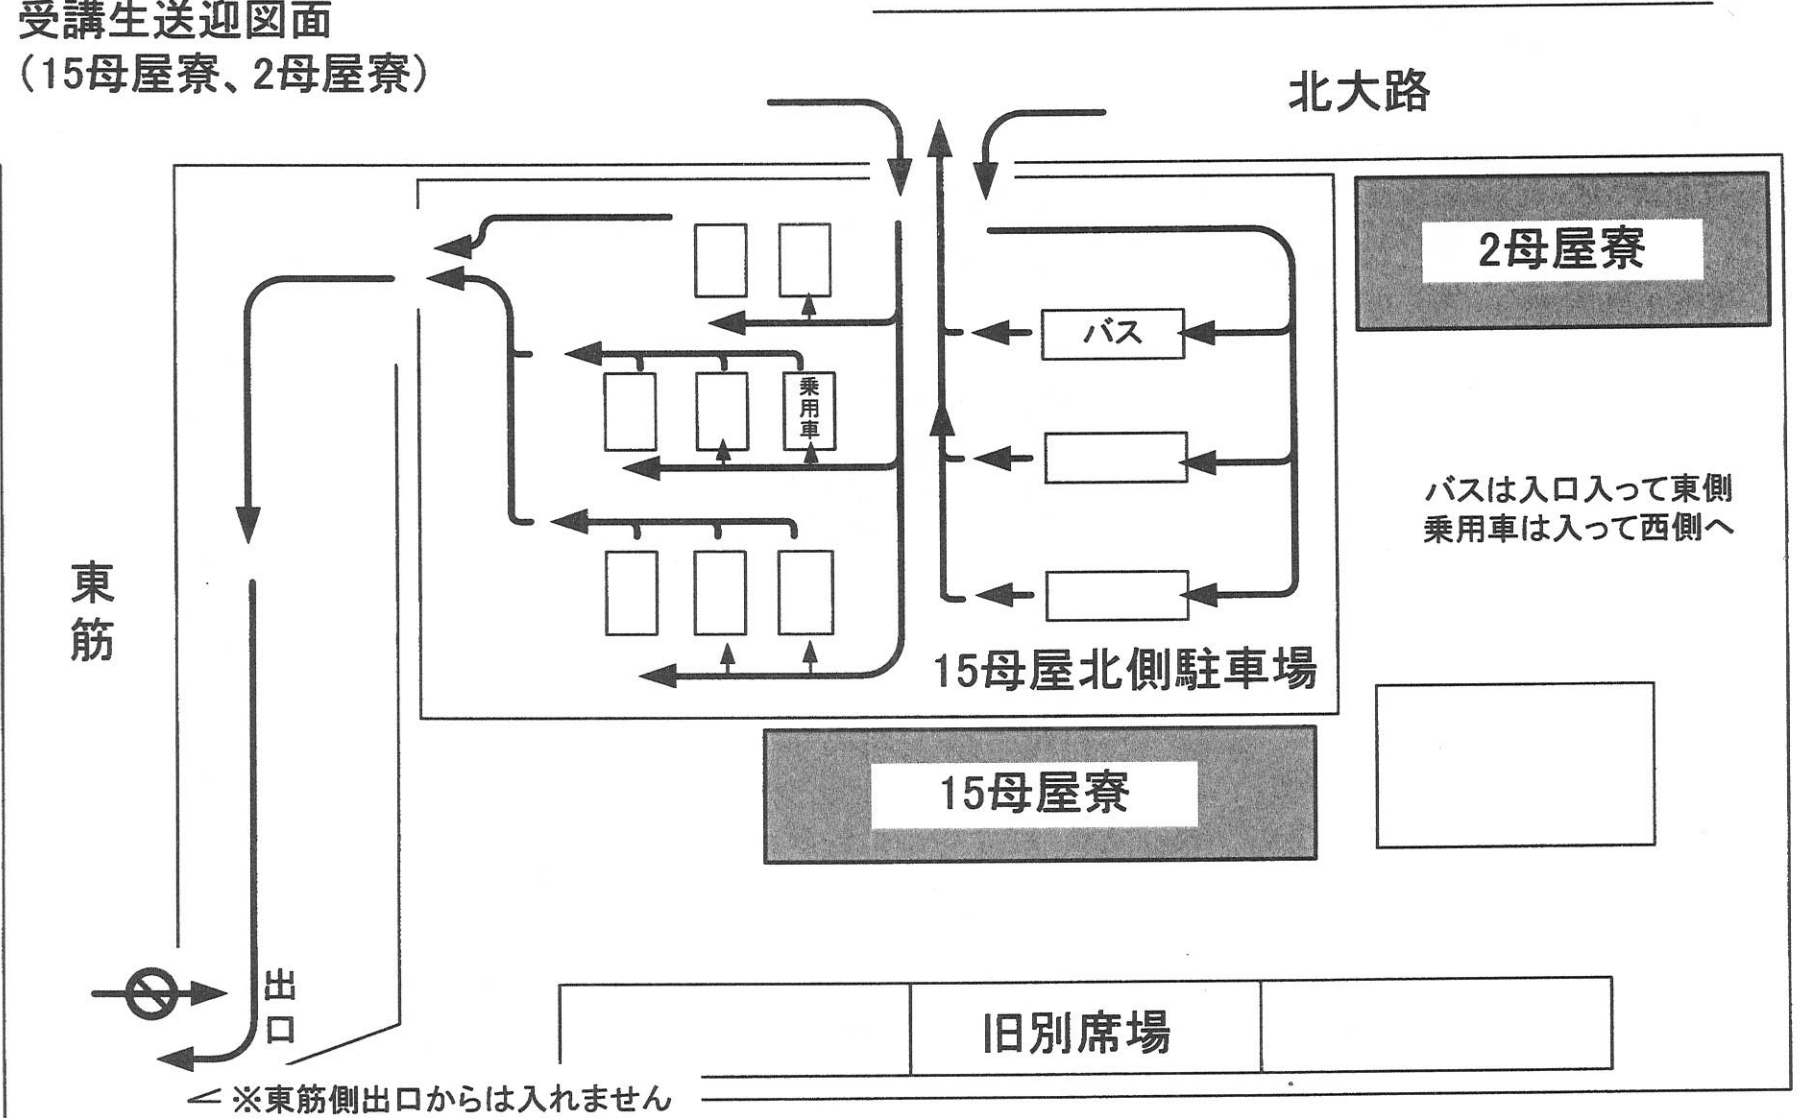 受講生送迎図面
（15母屋寮、2母屋寮）
北大路
2母屋寮
バス
乗用車
バスは入口入って東側
乗用車は入って西側へ
東筋
15母屋北側駐車場
15母屋寮
出口
旧別席場
※東筋側出口からは入れません